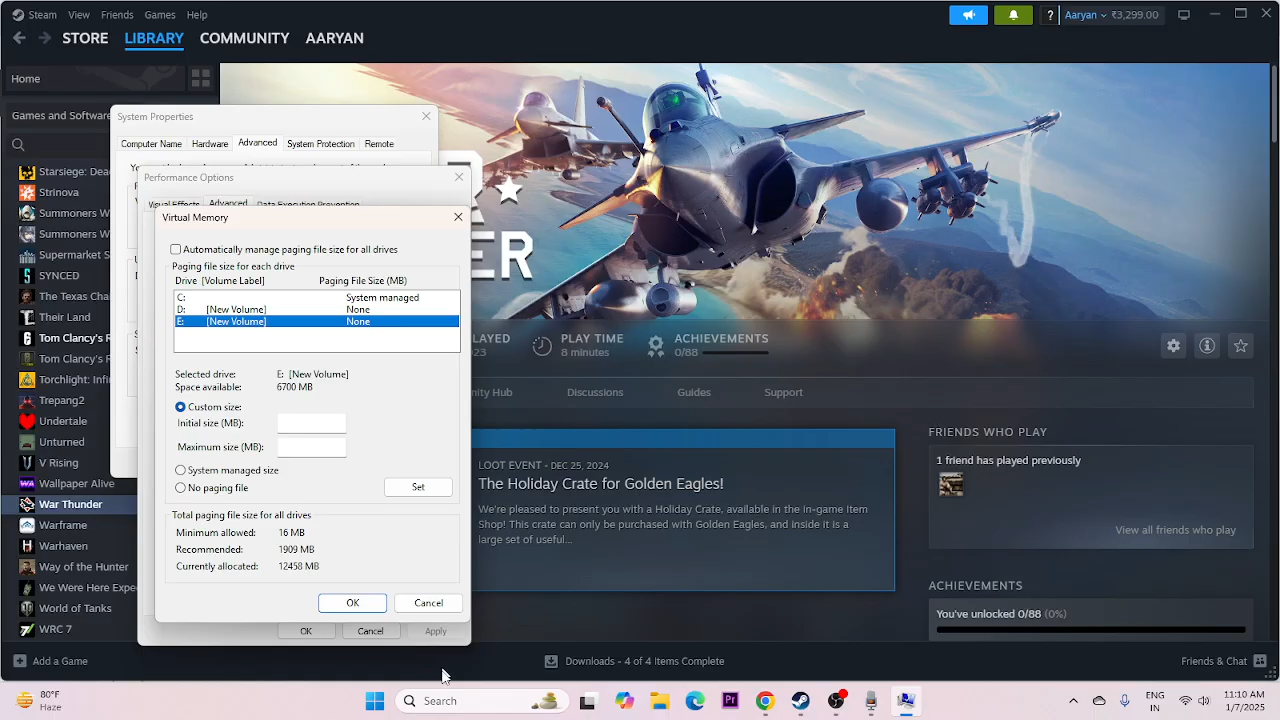 Steam View Friends Games Help
Aaryan ₹3,299.00
STORE LIBRARY COMMUNITY AARYAN
Home
Games and Software
System Properties
Computer Name Hardware Advanced System Protection Remote
Performance Options
Visual Effects Advanced Data Execution Prevention
Virtual Memory
Automatically manage paging file size for all drives
Paging file size for each drive
Drive [Volume Label] Paging File Size (MB)
C: System managed
D: [New Volume] None
E: [New Volume] None
Selected drive: E: [New Volume]
Space available: 6700 MB
Custom size:
Initial size (MB):
Maximum size (MB):
System managed size
No paging file
Set
Total paging file size for all drives
Minimum allowed: 16 MB
Recommended: 1909 MB
Currently allocated: 12458 MB
OK Cancel
OK Cancel Apply
Starsiege: Dea
Strinova
Summoners W
Summoners W
Supermarket S
SYNCED
The Texas Cha
Their Land
Tom Clancy's R
Tom Clancy's R
Torchlight: Infi
Trepang2
Undertale
Unturned
V Rising
Wallpaper Alive
War Thunder
Warframe
Warhaven
Way of the Hunter
We Were Here Expe
World of Tanks
WRC 7
ER
LAYED
023
PLAY TIME
8 minutes
ACHIEVEMENTS
0/88
nity Hub Discussions Guides Support
LOOT EVENT - DEC 25, 2024
The Holiday Crate for Golden Eagles!
We're pleased to present you with a Holiday Crate, available in the in-game Item
Shop! This crate can only be purchased with Golden Eagles, and inside it is a
large set of useful...
FRIENDS WHO PLAY
1 friend has played previously
View all friends who play
ACHIEVEMENTS
You've unlocked 0/88 (0%)
Add a Game
Downloads - 4 of 4 Items Complete
Friends & Chat
80°F
Haze
Search
ENG
IN
11:10 AM
1/7/2025